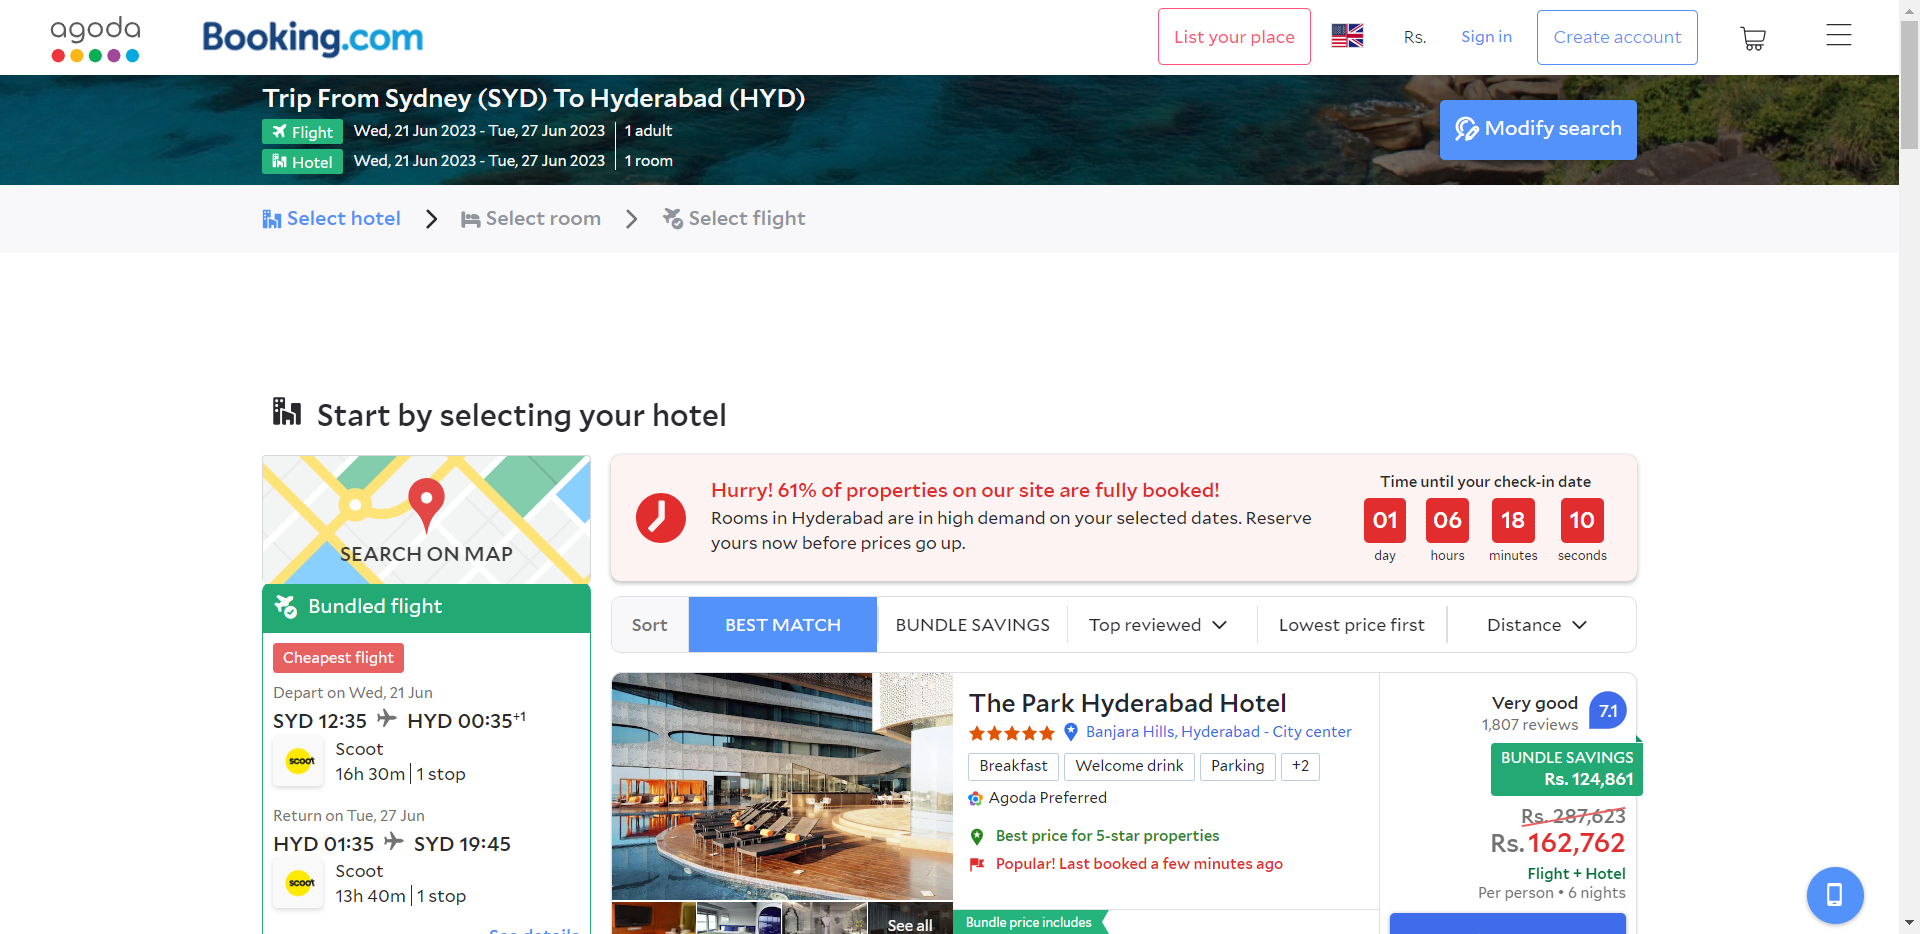 agoda
Booking.com
List your place
Rs.
Sign in
Create account
Trip From Sydney (SYD) To Hyderabad (HYD)
Flight Wed, 21 Jun 2023 - Tue, 27 Jun 2023 1 adult
Hotel Wed, 21 Jun 2023 - Tue, 27 Jun 2023 1 room
Modify search
Select hotel
Select room
Select flight
Start by selecting your hotel
SEARCH ON MAP
Bundled flight
Cheapest flight
Depart on Wed, 21 Jun
SYD 12:35 HYD 00:35+1
scoot
Scoot
16h 30m 1 stop
Return on Tue, 27 Jun
HYD 01:35 SYD 19:45
scoot
Scoot
13h 40m 1 stop
See details
Hurry! 61% of properties on our site are fully booked!
Rooms in Hyderabad are in high demand on your selected dates. Reserve
yours now before prices go up.
Time until your check-in date
01 06 18 10
day hours minutes seconds
Sort
BEST MATCH
BUNDLE SAVINGS
Top reviewed
Lowest price first
Distance
See all
The Park Hyderabad Hotel
Banjara Hills, Hyderabad - City center
Breakfast
Welcome drink
Parking
+2
Agoda Preferred
Best price for 5-star properties
Popular! Last booked a few minutes ago
Bundle price includes
Very good
1,807 reviews
7.1
BUNDLE SAVINGS
Rs. 124,861
Rs. 287,623
Rs. 162,762
Flight + Hotel
Per person • 6 nights